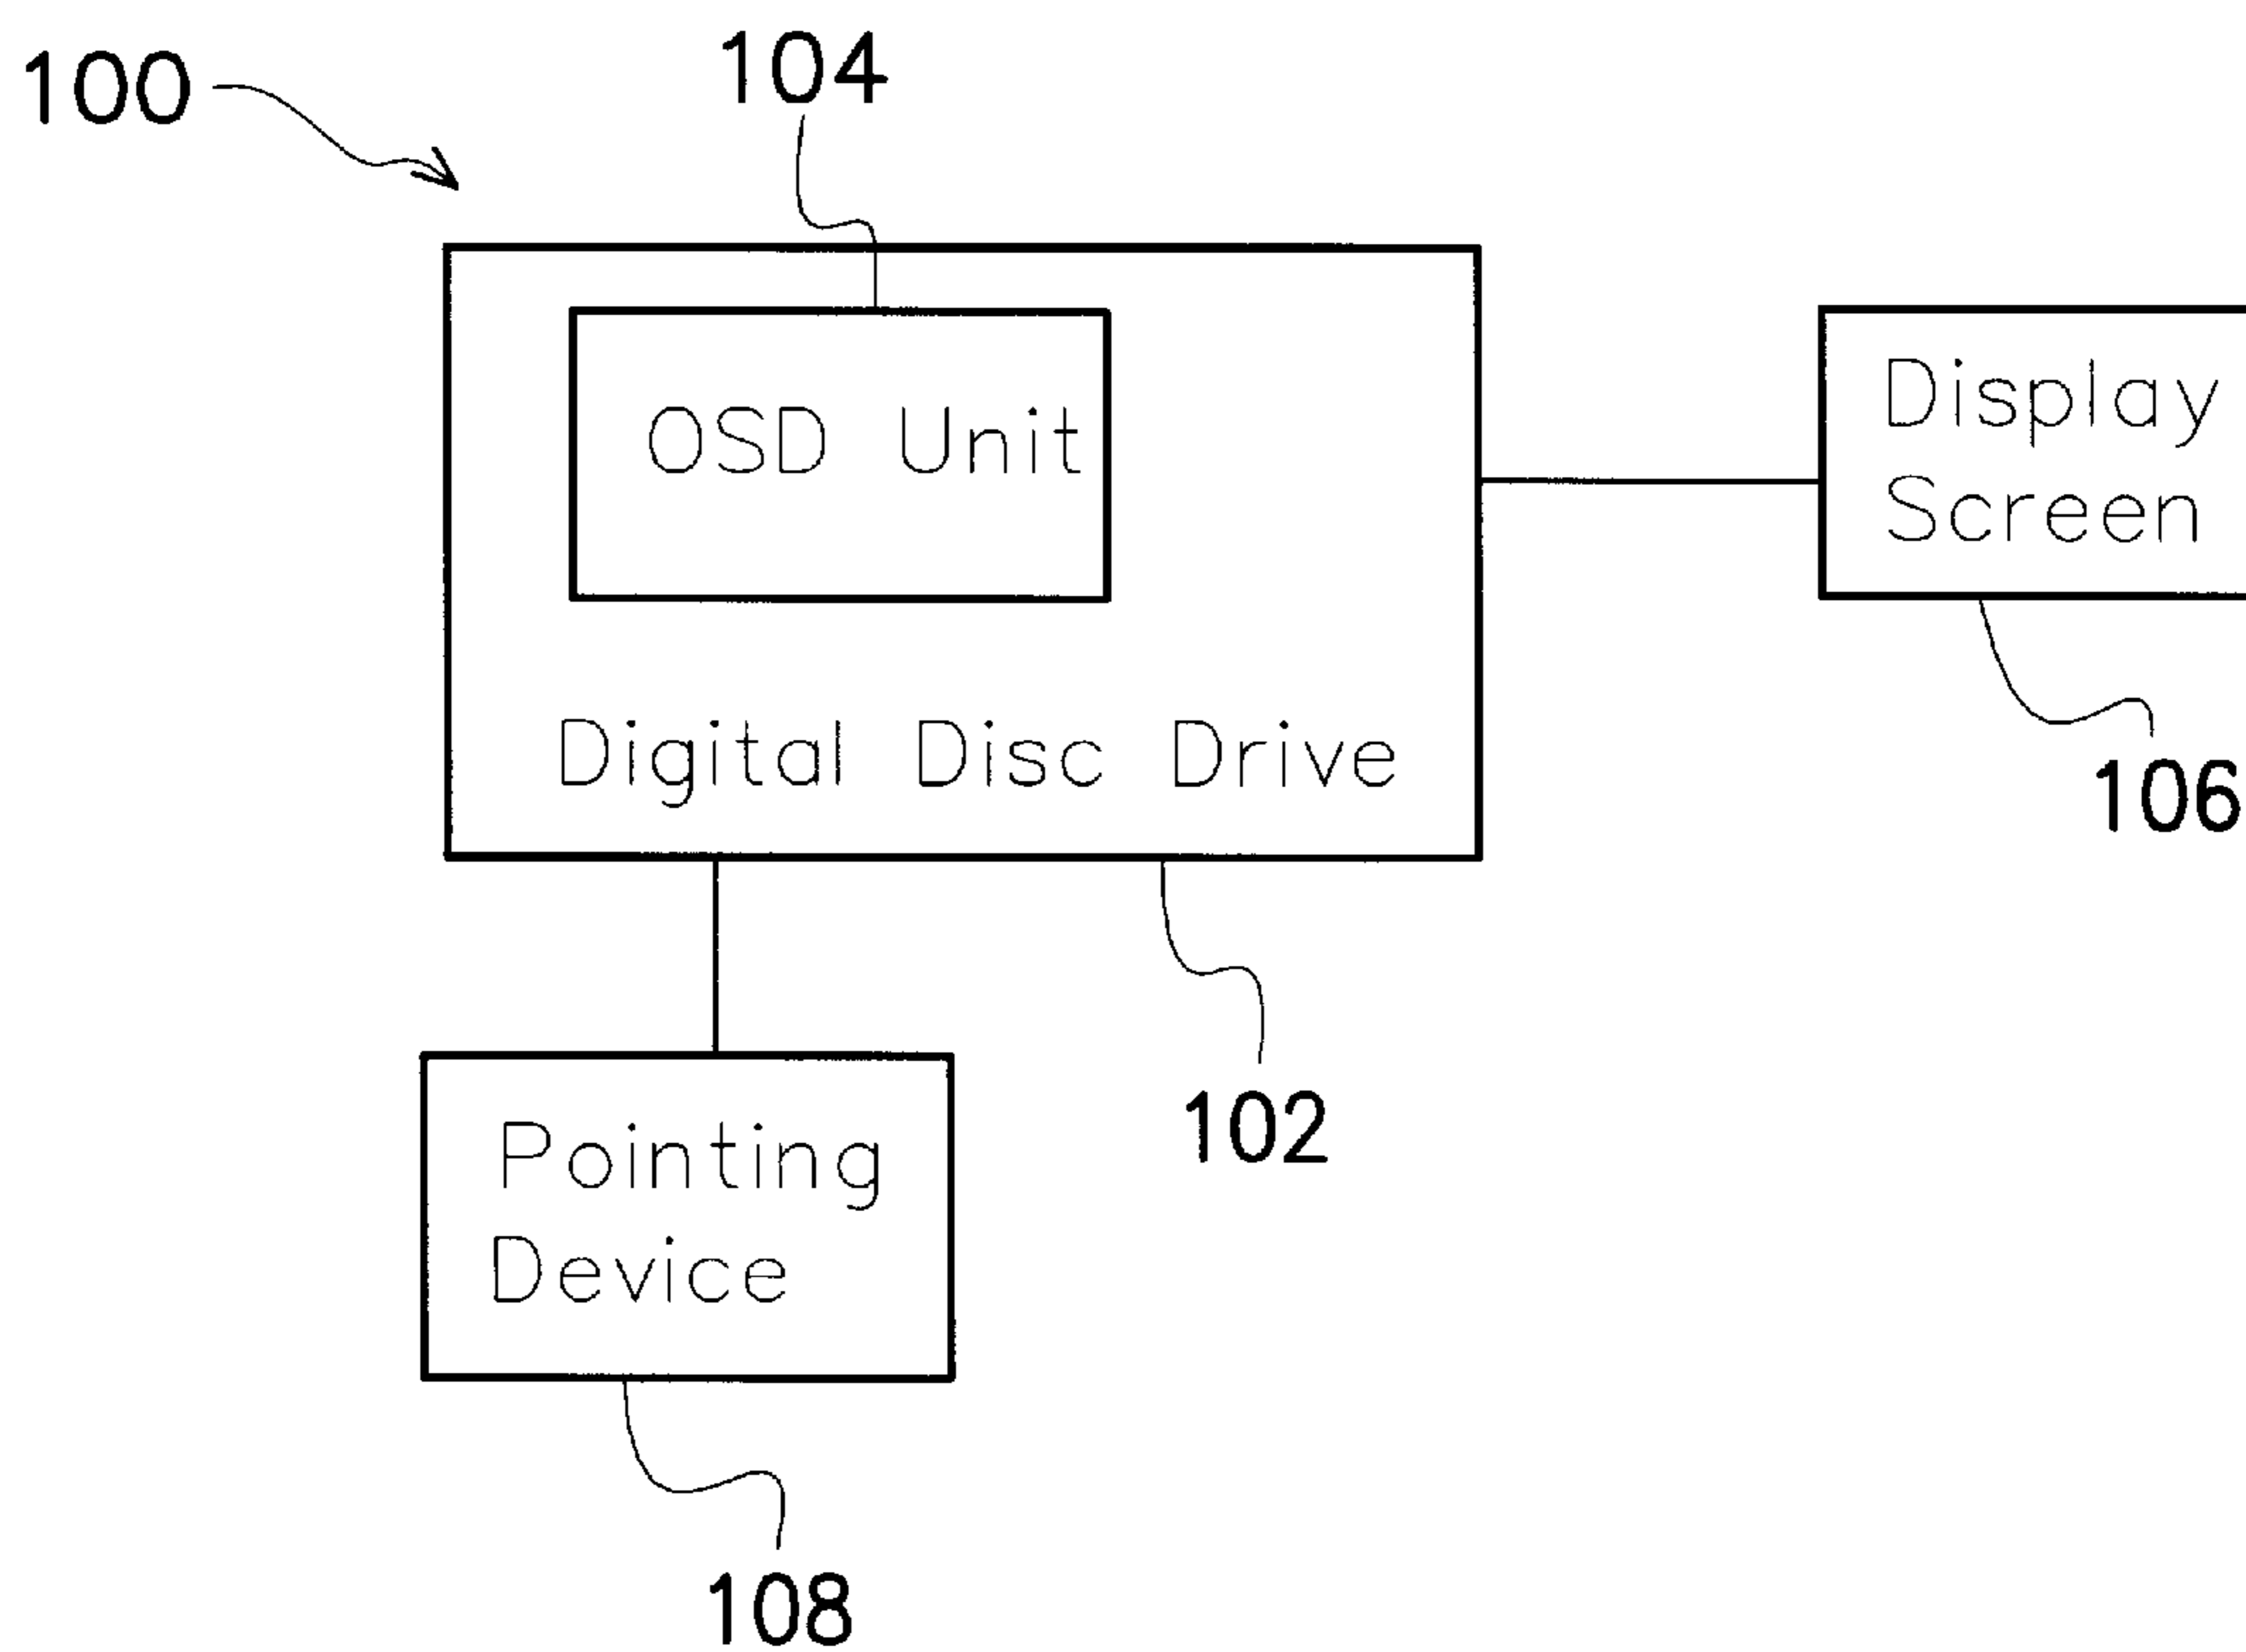 100
104
OSD Unit
Digital Disc Drive
Display
Screen
106
102
Pointing
Device
108